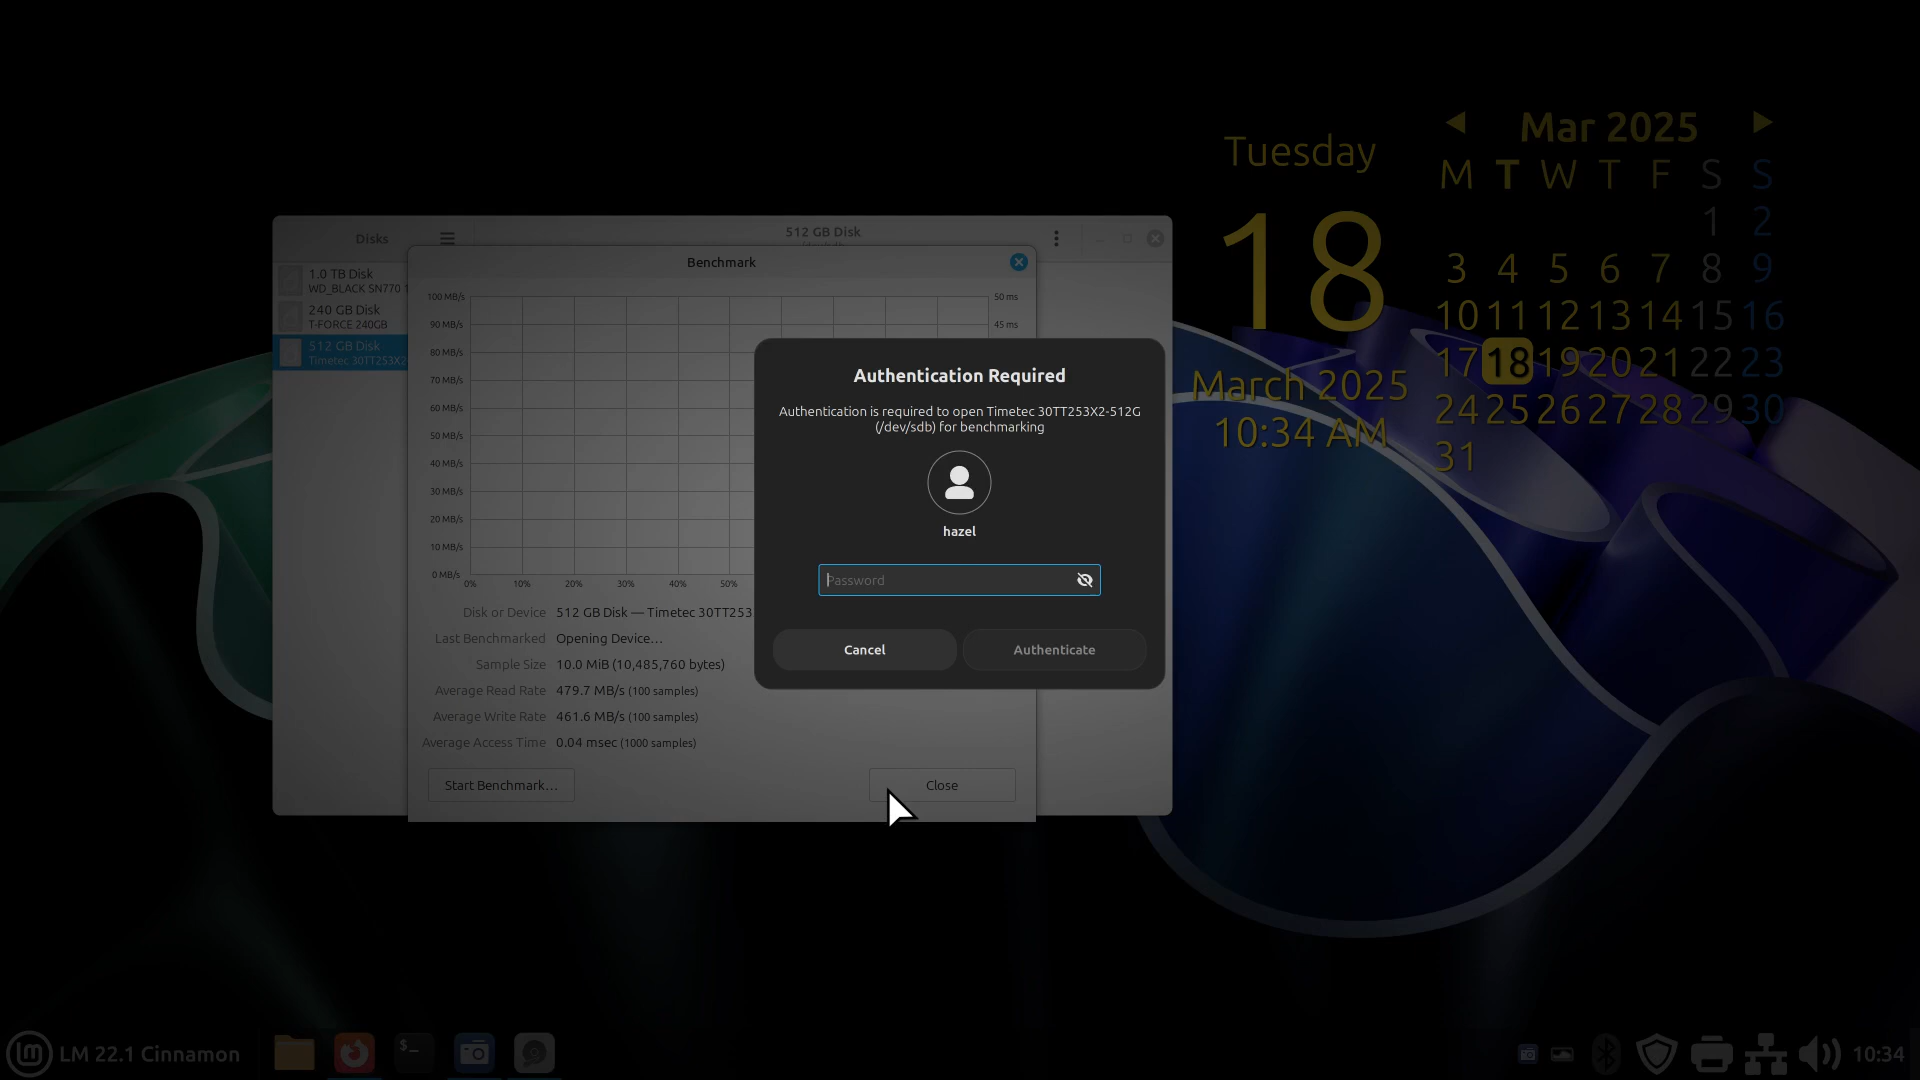 Tuesday
18
March 2025
10:34 AM
Mar 2025
M T W T F S S
1 2
3 4 5 6 7 8 9
10 11 12 13 14 15 16
17 18 19 20 21 22 23
24 25 26 27 28 29 30
31
Disks
512 GB Disk
1.0 TB Disk
WD_BLACK SN770
240 GB Disk
T-FORCE 240GB
512 GB Disk
Timetec 30TT253X2
Benchmark
100 MB/s
90 MB/s
80 MB/s
70 MB/s
60 MB/s
50 MB/s
40 MB/s
30 MB/s
20 MB/s
10 MB/s
0 MB/s
50 ms
45 ms
0% 10% 20% 30% 40% 50%
Disk or Device 512 GB Disk — Timetec 30TT253
Last Benchmarked Opening Device…
Sample Size 10.0 MiB (10,485,760 bytes)
Average Read Rate 479.7 MB/s (100 samples)
Average Write Rate 461.6 MB/s (100 samples)
Average Access Time 0.04 msec (1000 samples)
Start Benchmark… Close
Authentication Required
Authentication is required to open Timetec 30TT253X2-512G
(/dev/sdb) for benchmarking
hazel
Password
Cancel Authenticate
LM 22.1 Cinnamon
$_
10:34